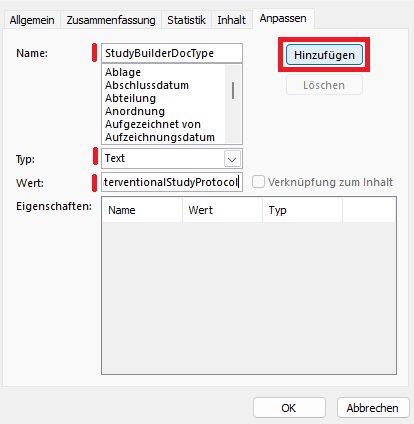 Allgemein Zusammenfassung Statistik Inhalt Anpassen
Name: StudyBuilderDocType Hinzufügen
Ablage
Abschlussdatum
Abteilung
Anordnung
Aufgezeichnet von
Aufzeichnungsdatum
Löschen
Typ: Text
Wert: terventionalStudyProtocol Verknüpfung zum Inhalt
Eigenschaften: Name Wert Typ
OK Abbrechen